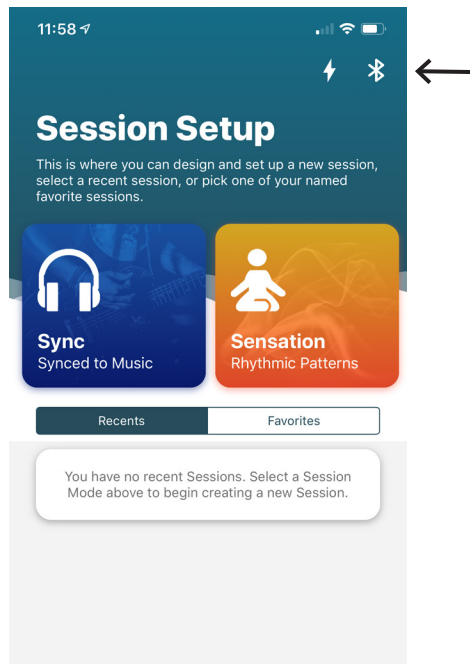 11:58
Session Setup
This is where you can design and set up a new session,
select a recent session, or pick one of your named
favorite sessions.
Sync
Synced to Music
Sensation
Rhythmic Patterns
Recents
Favorites
You have no recent Sessions. Select a Session
Mode above to begin creating a new Session.